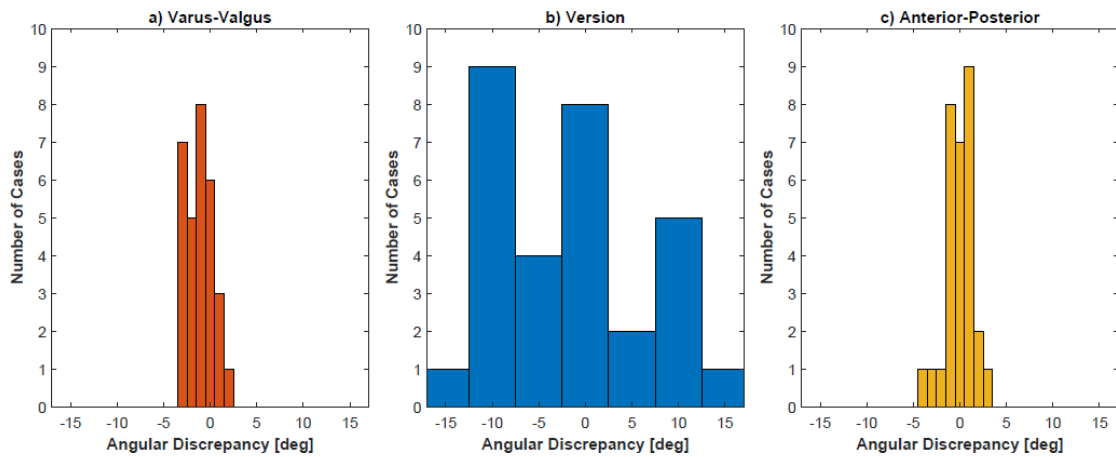 a) Varus-Valgus
10
9
8
7
6
5
4
3
2
1
0
Number of Cases
-15 -10 -5 0 5 10 15
Angular Discrepancy [deg]
b) Version
10
9
8
7
6
5
4
3
2
1
0
Number of Cases
-15 -10 -5 0 5 10 15
Angular Discrepancy [deg]
c) Anterior-Posterior
10
9
8
7
6
5
4
3
2
1
0
Number of Cases
-15 -10 -5 0 5 10 15
Angular Discrepancy [deg]